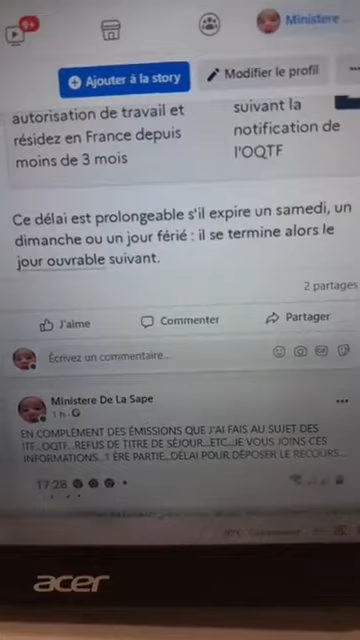 9+
Ministere ...
Ajouter à la story
Modifier le profil
autorisation de travail et
résidez en France depuis
moins de 3 mois
suivant la
notification de
l'OQTF
Ce délai est prolongeable s'il expire un samedi, un
dimanche ou un jour férié : il se termine alors le
jour ouvrable suivant.
2 partages
J'aime
Commenter
Partager
Écrivez un commentaire...
GIF
Ministere De La Sape
1 h
EN COMPLÉMENT DES ÉMISSIONS QUE J'AI FAIS AU SUJET DES
REFUS DE TITRE DE SÉJOUR...ETC...JE VOUS JOINS CES
INFORMATIONS...1 ÈRE PARTIE...DÉLAI POUR DÉPOSER LE RECOURS...
17:28
acer